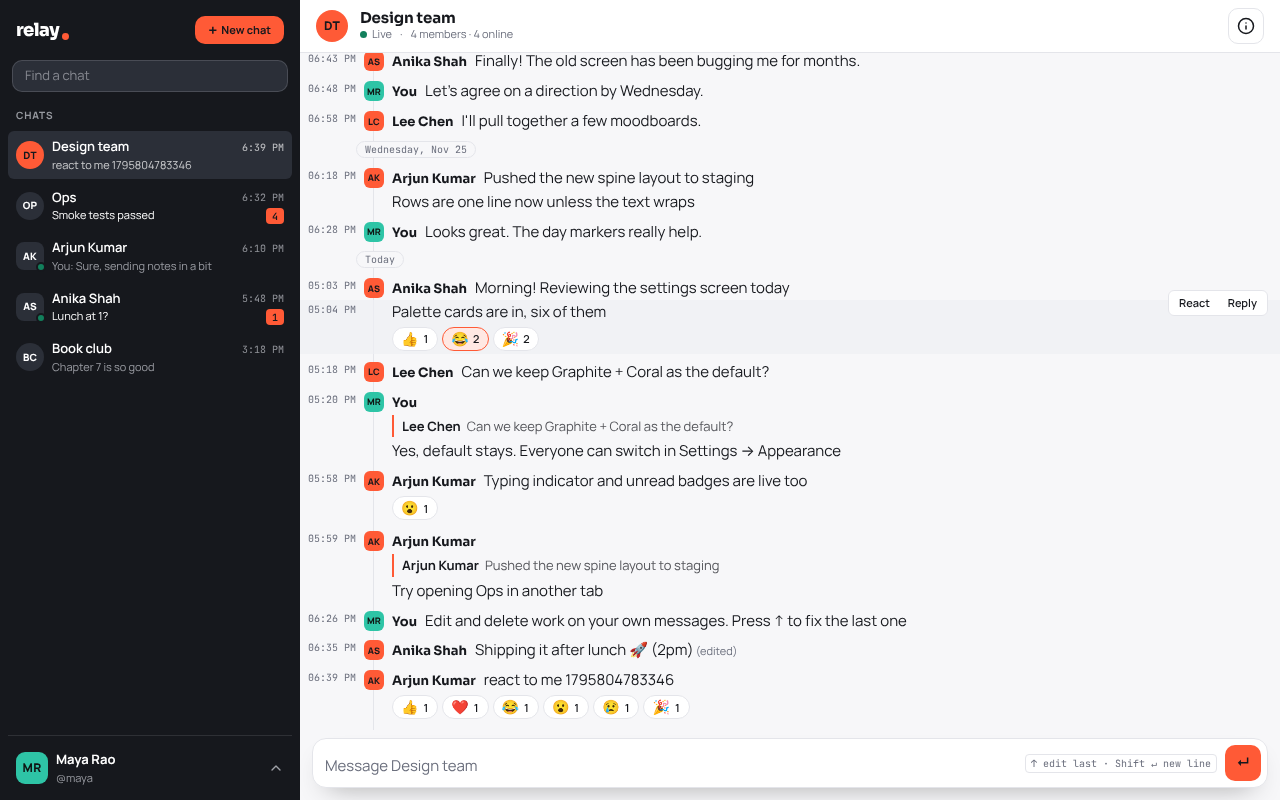 relay.
+ New chat
Find a chat
CHATS
DT
Design team
6:39 PM
react to me 1795804783346
OP
Ops
6:32 PM
Smoke tests passed
4
AK
Arjun Kumar
6:10 PM
You: Sure, sending notes in a bit
AS
Anika Shah
5:48 PM
Lunch at 1?
1
BC
Book club
3:18 PM
Chapter 7 is so good
MR
Maya Rao
@maya
DT
Design team
Live · 4 members · 4 online
06:43 PM AS Anika Shah Finally! The old screen has been bugging me for months.
06:48 PM MR You Let's agree on a direction by Wednesday.
06:58 PM LC Lee Chen I'll pull together a few moodboards.
Wednesday, Nov 25
06:18 PM AK Arjun Kumar Pushed the new spine layout to staging
Rows are one line now unless the text wraps
06:28 PM MR You Looks great. The day markers really help.
Today
05:03 PM AS Anika Shah Morning! Reviewing the settings screen today
React Reply
05:04 PM Palette cards are in, six of them
👍 1 😂 2 🎉 2
05:18 PM LC Lee Chen Can we keep Graphite + Coral as the default?
05:20 PM MR You
Lee Chen Can we keep Graphite + Coral as the default?
Yes, default stays. Everyone can switch in Settings → Appearance
05:58 PM AK Arjun Kumar Typing indicator and unread badges are live too
😮 1
05:59 PM AK Arjun Kumar
Arjun Kumar Pushed the new spine layout to staging
Try opening Ops in another tab
06:26 PM MR You Edit and delete work on your own messages. Press ↑ to fix the last one
06:35 PM AS Anika Shah Shipping it after lunch 🚀 (2pm) (edited)
06:39 PM AK Arjun Kumar react to me 1795804783346
👍 1 ❤️ 1 😂 1 😮 1 😢 1 🎉 1
Message Design team
↑ edit last · Shift ↵ new line